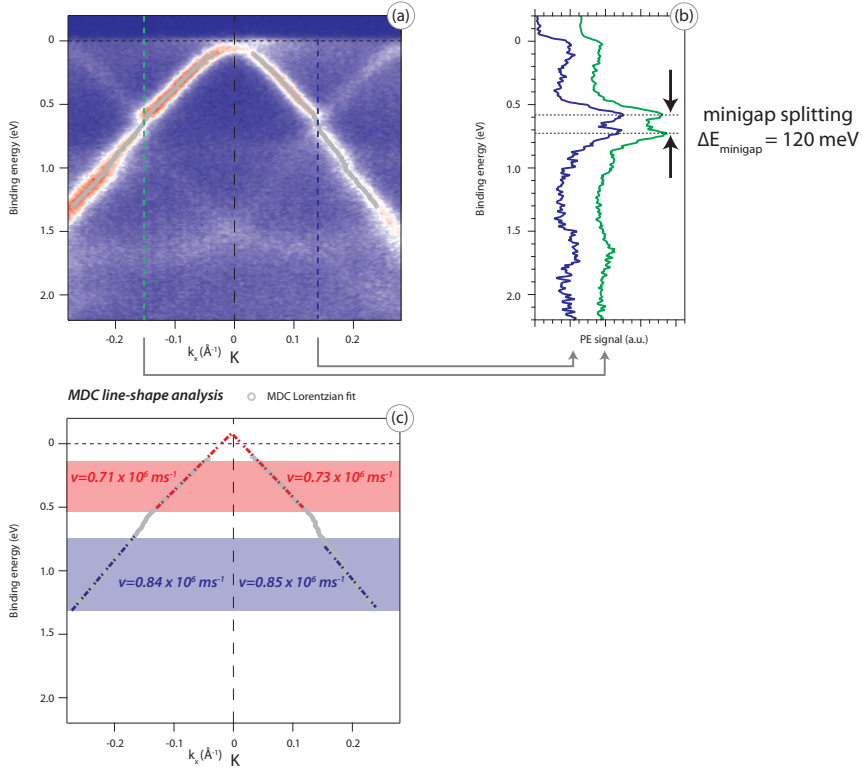 (a)
0
0.5
1.0
1.5
2.0
Binding energy (eV)
-0.2
-0.1
0
0.1
0.2
kx (Å-1)
K
(b)
0
0.5
1.0
1.5
2.0
Binding energy (eV)
PE signal (a.u.)
minigap splitting
ΔEminigap = 120 meV
MDC line-shape analysis
MDC Lorentzian fit
(c)
0
0.5
1.0
1.5
2.0
Binding energy (eV)
v=0.71 x 10⁶ ms⁻¹
v=0.73 x 10⁶ ms⁻¹
v=0.84 x 10⁶ ms⁻¹
v=0.85 x 10⁶ ms⁻¹
-0.2
-0.1
0
0.1
0.2
kx (Å-1)
K